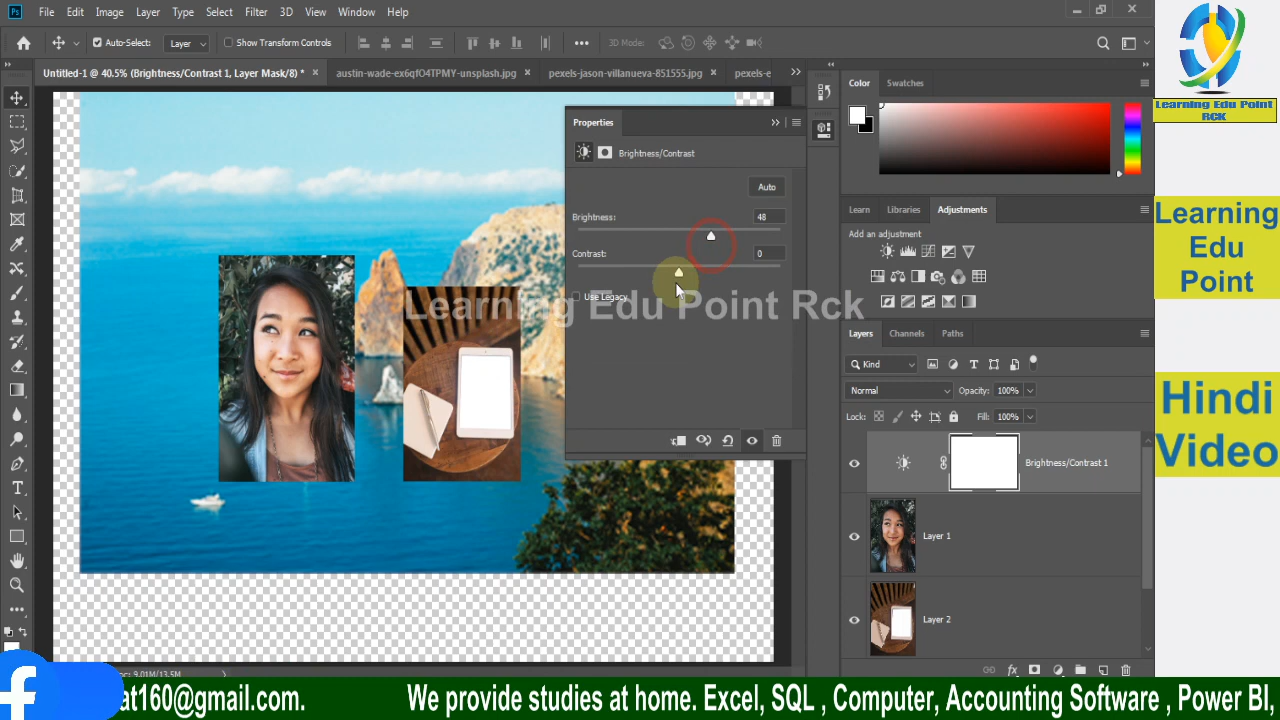 Ps File Edit Image Layer Type Select Filter 3D View Window Help
Auto-Select: Layer Show Transform Controls 3D Mode:
Untitled-1 @ 40.5% (Brightness/Contrast 1, Layer Mask/8) * × austin-wade-ex6qfO4TPMY-unsplash.jpg × pexels-jason-villanueva-851555.jpg × pexels-e
Properties
Brightness/Contrast
Auto
Brightness: 48
Contrast: 0
Use Legacy
Learning Edu Point Rck
Color Swatches
Learn Libraries Adjustments
Add an adjustment
Layers Channels Paths
Kind
Normal Opacity: 100%
Lock: Fill: 100%
Brightness/Contrast 1
Layer 1
Layer 2
Learning Edu Point
RCK
Learning
Edu
Point
Hindi
Video
9.01M/13.5M
at160@gmail.com. We provide studies at home. Excel, SQL , Computer, Accounting Software , Power BI,